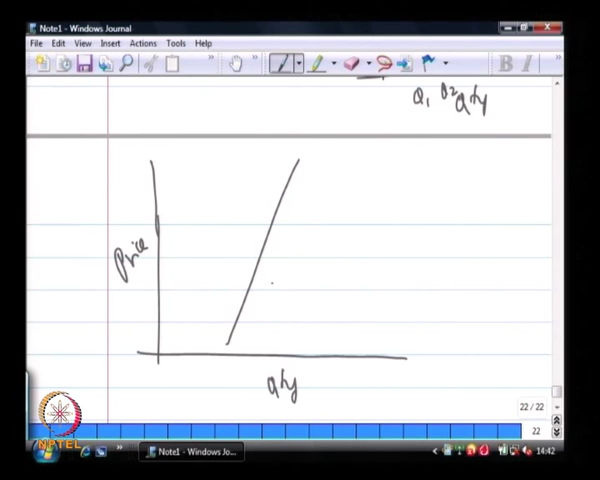 Note1 - Windows Journal
File Edit View Insert Actions Tools Help
B I
Q1 Q2 Qty
Price
Qty
22 / 22
22
NPTEL
Note1 - Windows Jo...
14:42